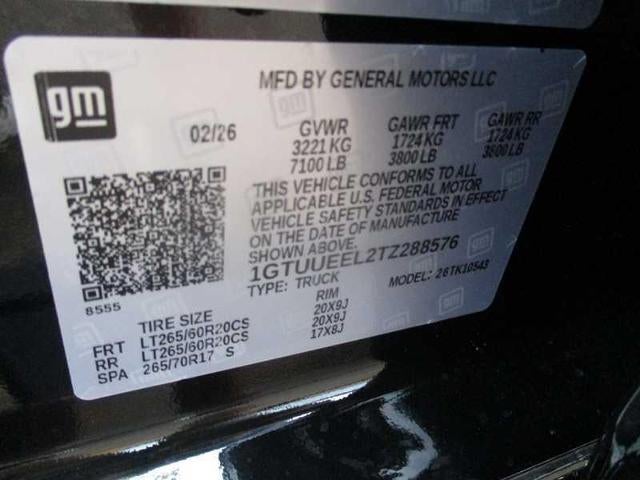 gm
MFD BY GENERAL MOTORS LLC
02/26 GVWR GAWR FRT GAWR RR
3221 KG 1724 KG 1724 KG
7100 LB 3800 LB 3800 LB
THIS VEHICLE CONFORMS TO ALL
APPLICABLE U.S. FEDERAL MOTOR
VEHICLE SAFETY STANDARDS IN EFFECT
ON THE DATE OF MANUFACTURE
SHOWN ABOVE.
1GTUUEEL2TZ288576
TYPE: TRUCK MODEL: 26TK10543
8555
TIRE SIZE RIM
FRT LT265/60R20CS 20X9J
RR LT265/60R20CS 20X9J
SPA 265/70R17 S 17X8J